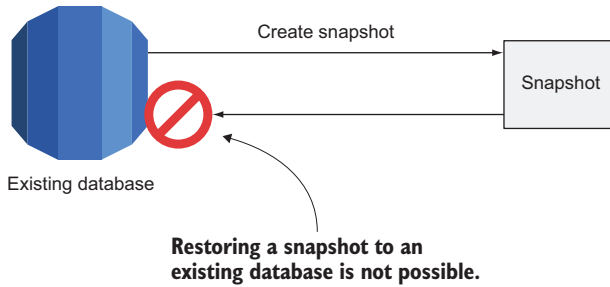 Create snapshot
Snapshot
Existing database
Restoring a snapshot to an
existing database is not possible.